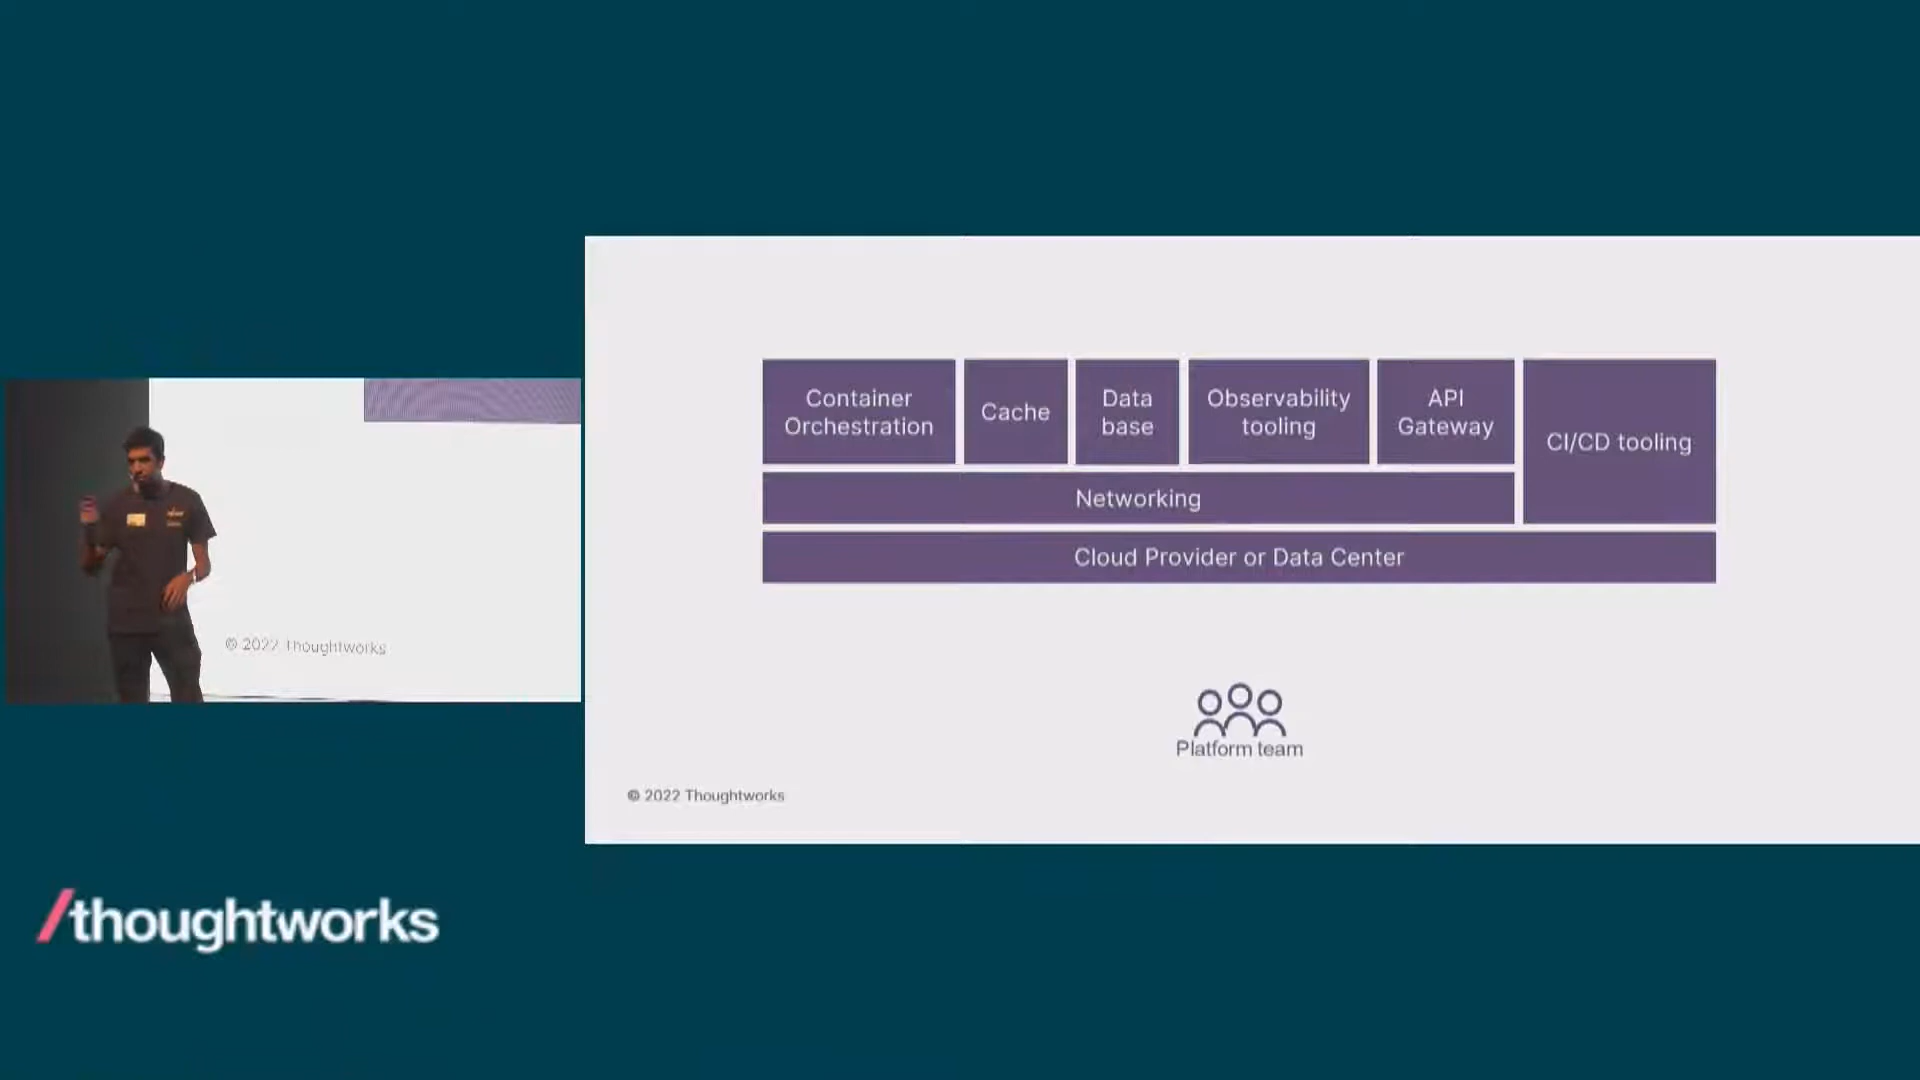 Container
Orchestration
Cache
Data
base
Observability
tooling
API
Gateway
CI/CD tooling
Networking
Cloud Provider or Data Center
Platform team
© 2022 Thoughtworks
© 2022 Thoughtworks
/thoughtworks